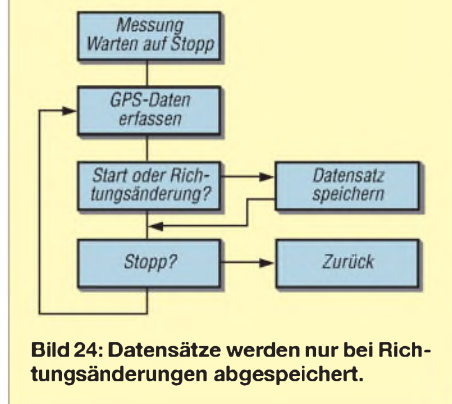 Messung
Warten auf Stopp
GPS-Daten
erfassen
Start oder Rich-
tungsänderung?
Datensatz
speichern
Stopp?
Zurück
Bild 24: Datensätze werden nur bei Rich-
tungsänderungen abgespeichert.